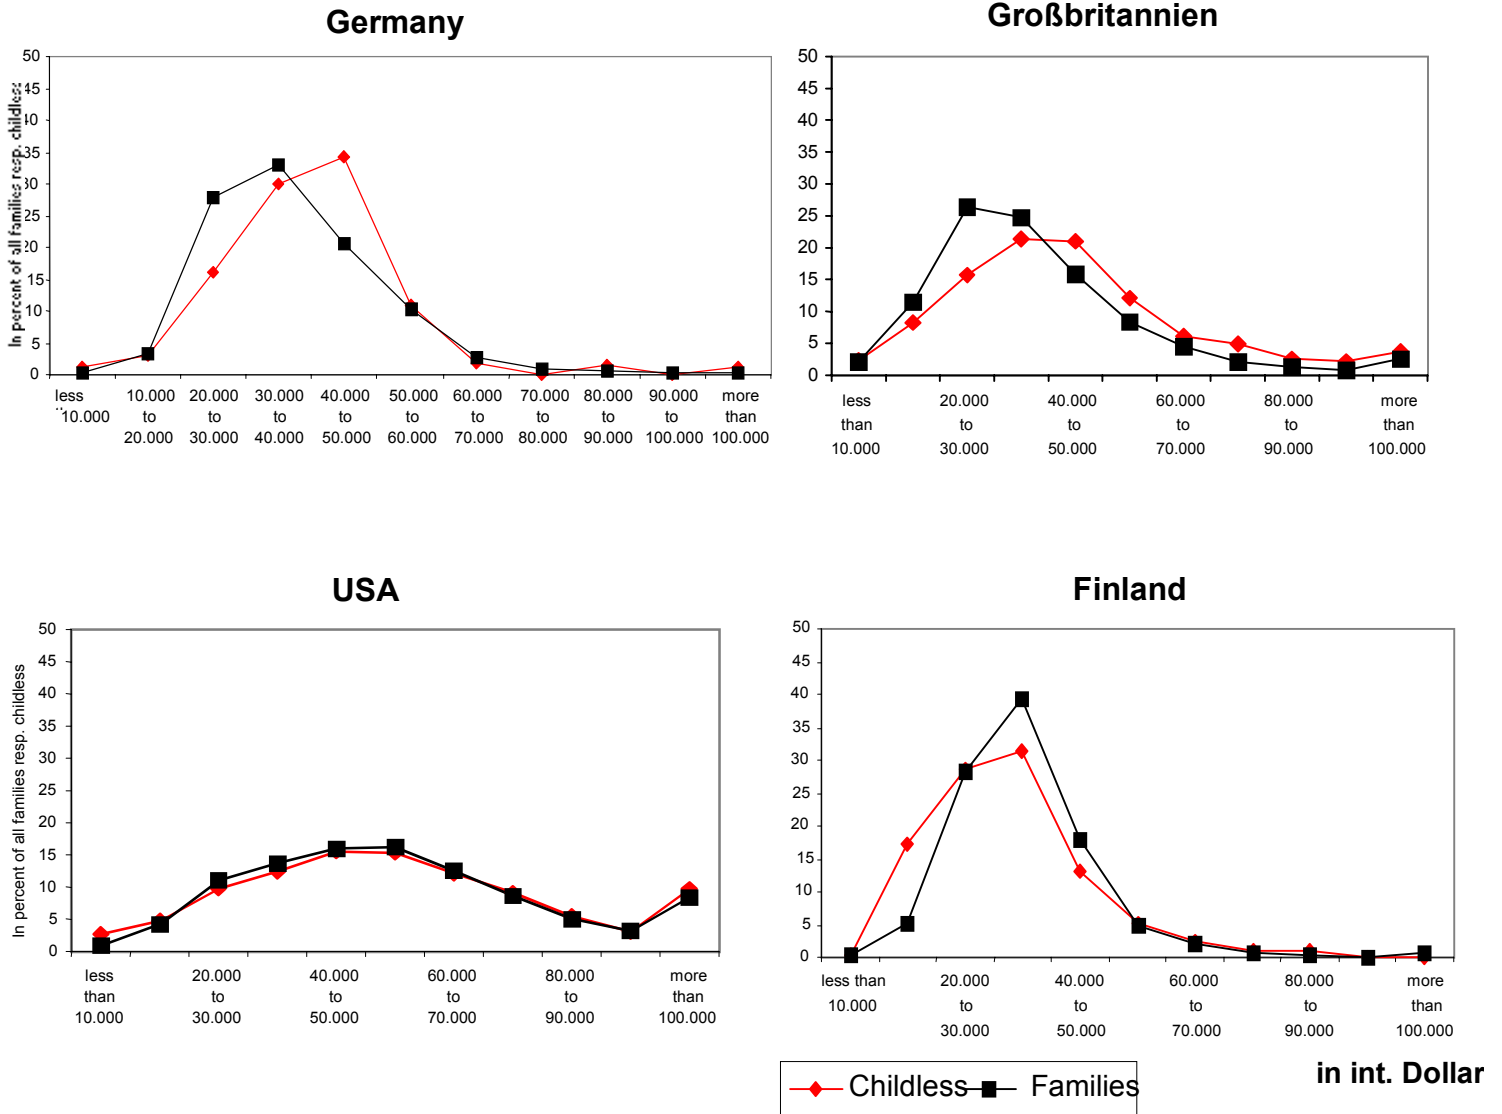 Germany
In percent of all families resp. childless
50
45
40
35
30
25
20
15
10
5
0
less
10.000
10.000
to
20.000
20.000
to
30.000
30.000
to
40.000
40.000
to
50.000
50.000
to
60.000
60.000
to
70.000
70.000
to
80.000
80.000
to
90.000
90.000
to
100.000
more
than
100.000
Großbritannien
50
45
40
35
30
25
20
15
10
5
0
less
than
10.000
20.000
to
30.000
40.000
to
50.000
60.000
to
70.000
80.000
to
90.000
more
than
100.000
USA
In percent of all families resp. childless
50
45
40
35
30
25
20
15
10
5
0
less
than
10.000
20.000
to
30.000
40.000
to
50.000
60.000
to
70.000
80.000
to
90.000
more
than
100.000
Finland
50
45
40
35
30
25
20
15
10
5
0
less than
10.000
20.000
to
30.000
40.000
to
50.000
60.000
to
70.000
80.000
to
90.000
more
than
100.000
Childless Families
in int. Dollar